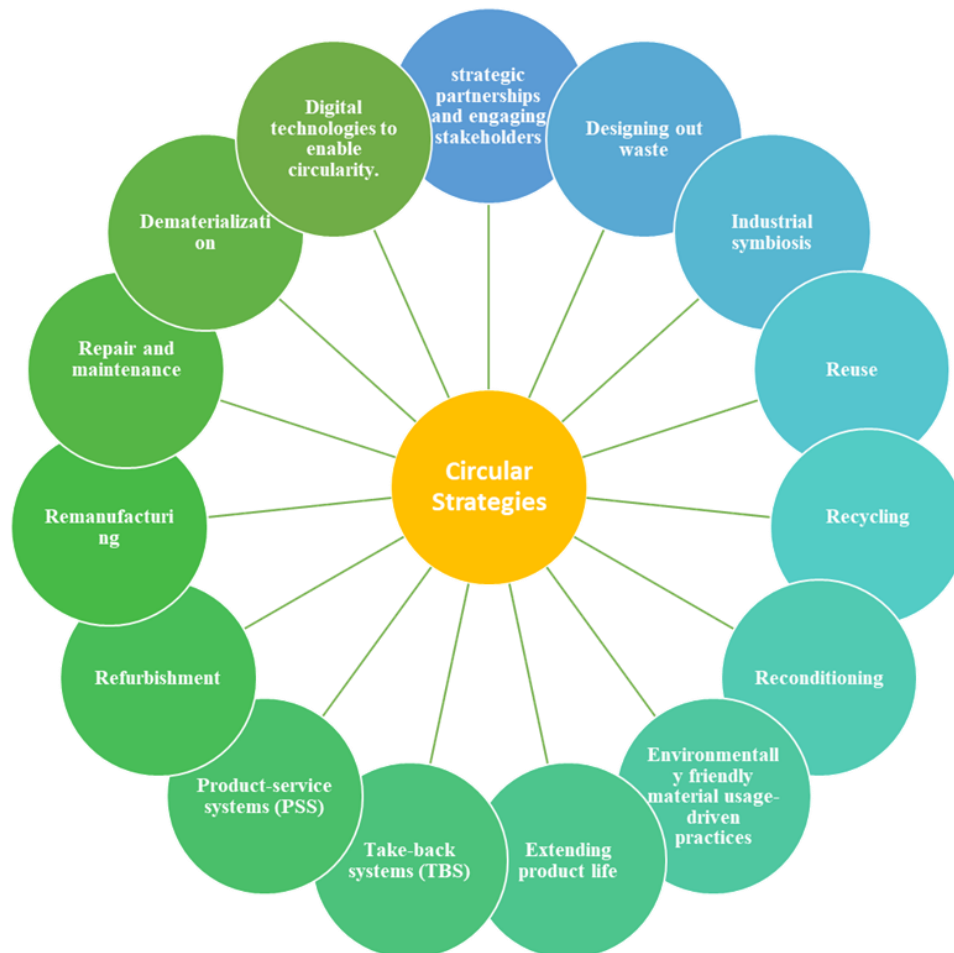 strategic
partnerships
and engaging
stakeholders
Designing out
waste
Industrial
symbiosis
Reuse
Recycling
Reconditioning
Environmentall
y friendly
material usage-
driven
practices
Extending
product life
Take-back
systems (TBS)
Product-service
systems (PSS)
Refurbishment
Remanufacturi
ng
Repair and
maintenance
Dematerializati
on
Digital
technologies to
enable
circularity.
Circular
Strategies